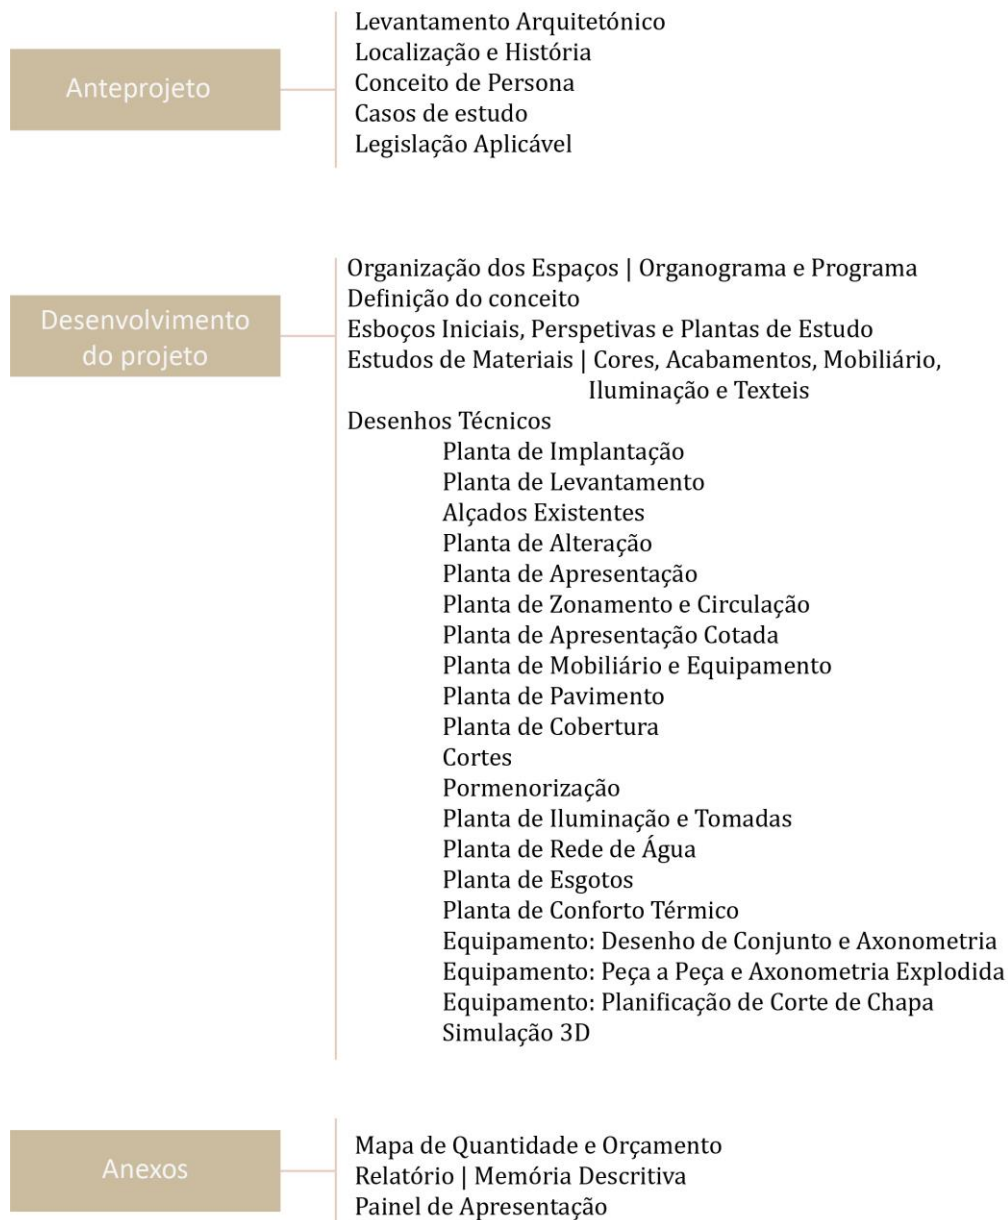 Anteprojeto
Levantamento Arquitetónico
Localização e História
Conceito de Persona
Casos de estudo
Legislação Aplicável
Desenvolvimento
do projeto
Organização dos Espaços | Organograma e Programa
Definição do conceito
Esboços Iniciais, Perspetivas e Plantas de Estudo
Estudos de Materiais | Cores, Acabamentos, Mobiliário,
Iluminação e Texteis
Desenhos Técnicos
Planta de Implantação
Planta de Levantamento
Alçados Existentes
Planta de Alteração
Planta de Apresentação
Planta de Zonamento e Circulação
Planta de Apresentação Cotada
Planta de Mobiliário e Equipamento
Planta de Pavimento
Planta de Cobertura
Cortes
Pormenorização
Planta de Iluminação e Tomadas
Planta de Rede de Água
Planta de Esgotos
Planta de Conforto Térmico
Equipamento: Desenho de Conjunto e Axonometria
Equipamento: Peça a Peça e Axonometria Explodida
Equipamento: Planificação de Corte de Chapa
Simulação 3D
Anexos
Mapa de Quantidade e Orçamento
Relatório | Memória Descritiva
Painel de Apresentação